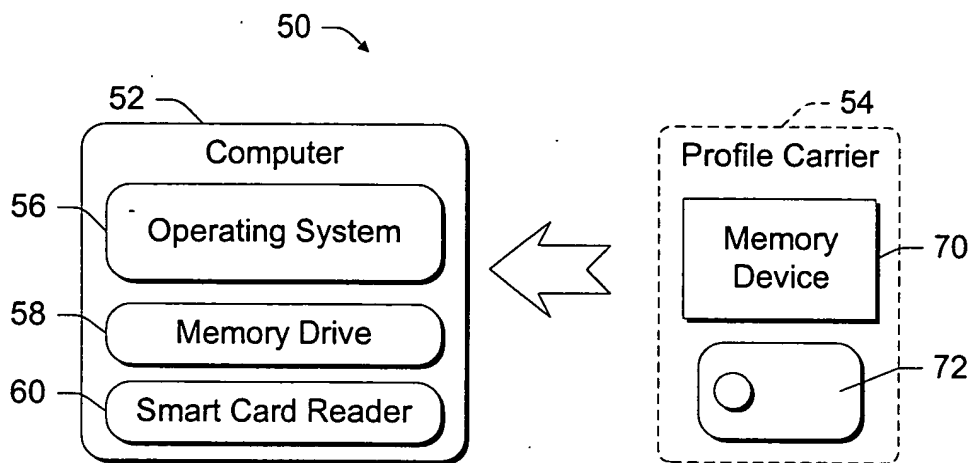 50
52
54
Computer
Profile Carrier
56
Operating System
Memory
Device
70
58
Memory Drive
60
Smart Card Reader
72